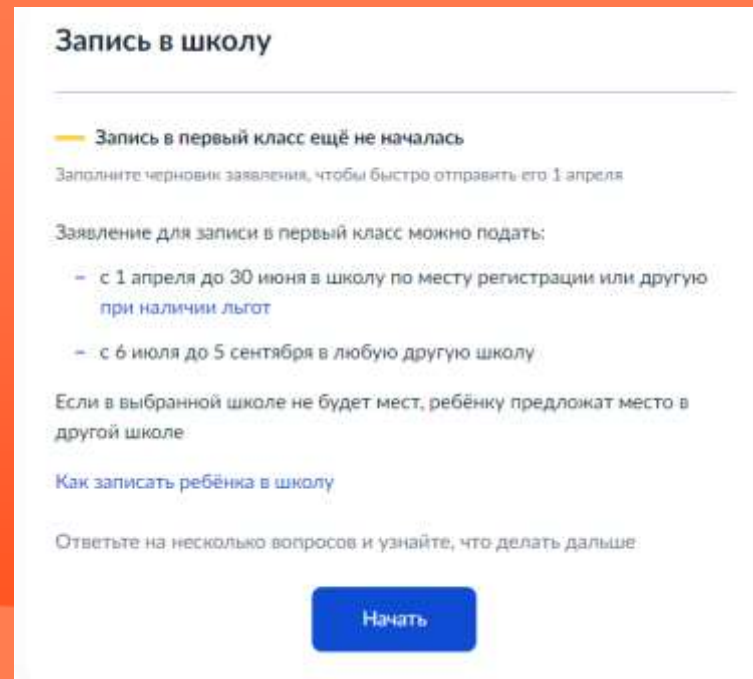 Запись в школу
Запись в первый класс ещё не началась
Заполните черновик заявления, чтобы быстро отправить его 1 апреля
Заявление для записи в первый класс можно подать:
– с 1 апреля до 30 июня в школу по месту регистрации или другую
при наличии льгот
– с 6 июля до 5 сентября в любую другую школу
Если в выбранной школе не будет мест, ребёнку предложат место в
другой школе
Как записать ребёнка в школу
Ответьте на несколько вопросов и узнайте, что делать дальше
Начать